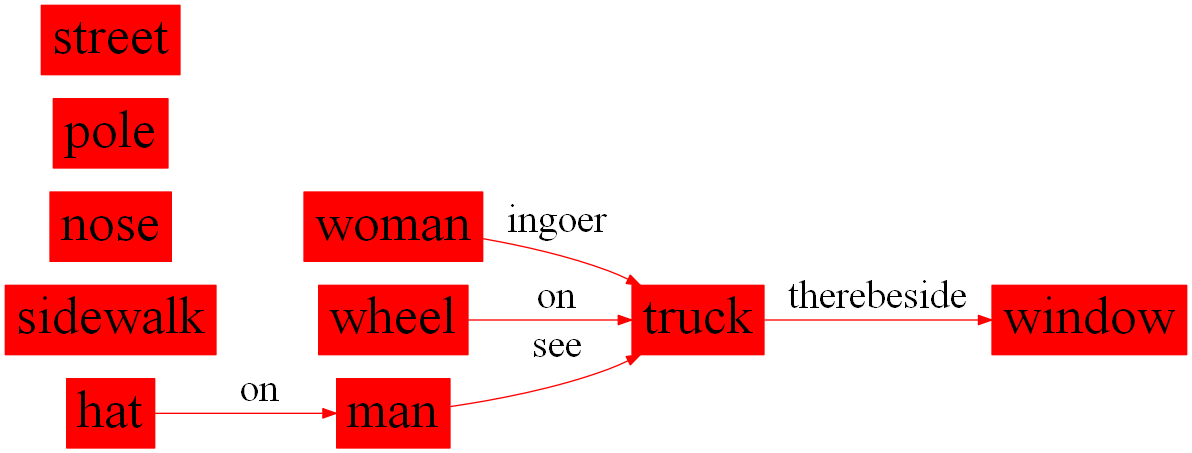 street
pole
nose
woman
ingoer
sidewalk
wheel
on
truck
therebeside
window
see
hat
on
man